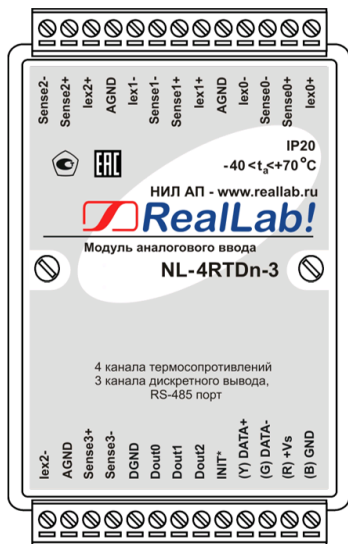 Sense2-
Sense2+
Iex2+
AGND
Iex1-
Sense1-
Sense1+
Iex1+
AGND
Iex0-
Sense0-
Sense0+
Iex0+
IP20
-40<tₐ<+70 °C
ЕАС
НИЛ АП - www.reallab.ru
RealLab!
Модуль аналогового ввода
NL-4RTDn-3
4 канала термосопротивлений
3 канала дискретного вывода,
RS-485 порт
Iex2-
AGND
Sense3+
Sense3-
DGND
Dout0
Dout1
Dout2
INIT*
(Y) DATA+
(G) DATA-
(R) +Vs
(B) GND